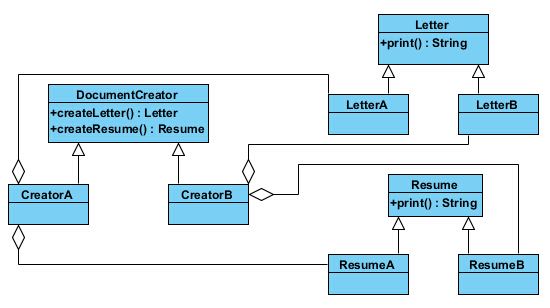 Letter
+print() : String
DocumentCreator
+createLetter() : Letter
+createResume() : Resume
LetterA
LetterB
CreatorA
CreatorB
Resume
+print() : String
ResumeA
ResumeB